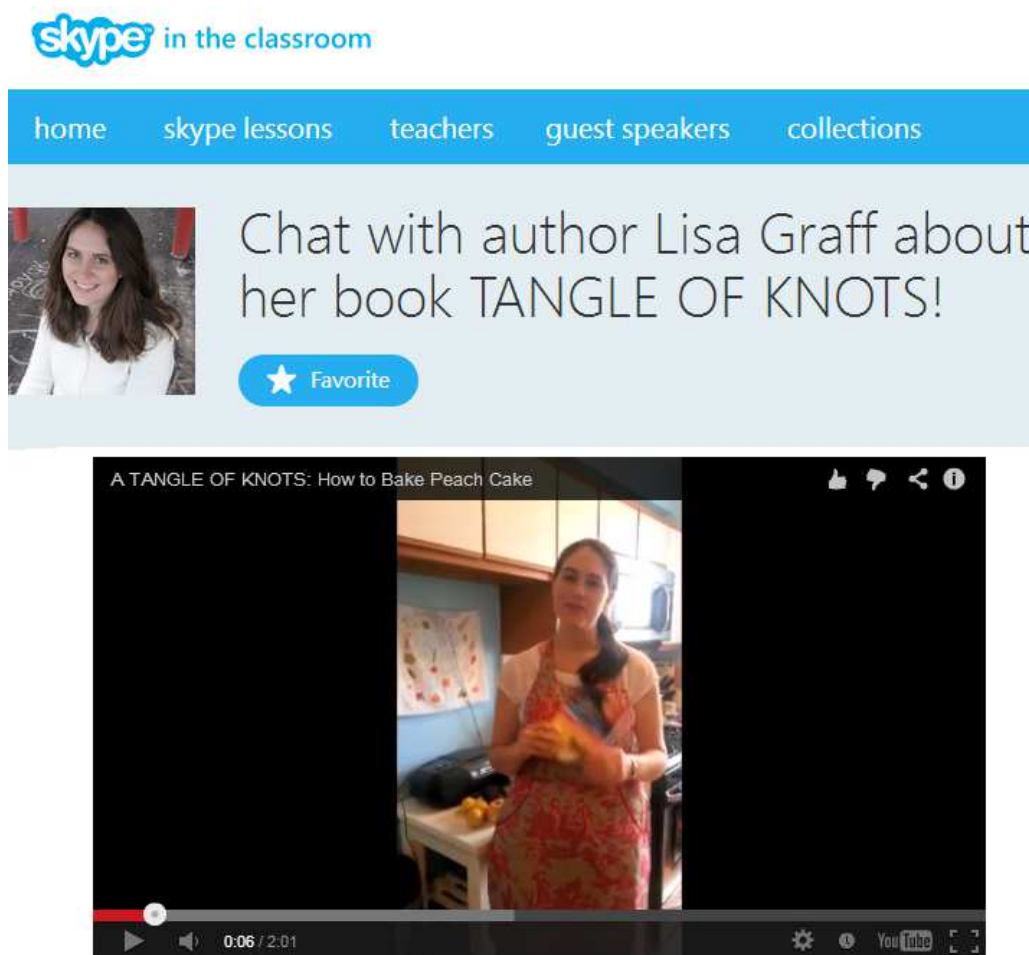 skype in the classroom
home skype lessons teachers guest speakers collections
Chat with author Lisa Graff about
her book TANGLE OF KNOTS!
Favorite
A TANGLE OF KNOTS: How to Bake Peach Cake
0:06 / 2:01
YouTube